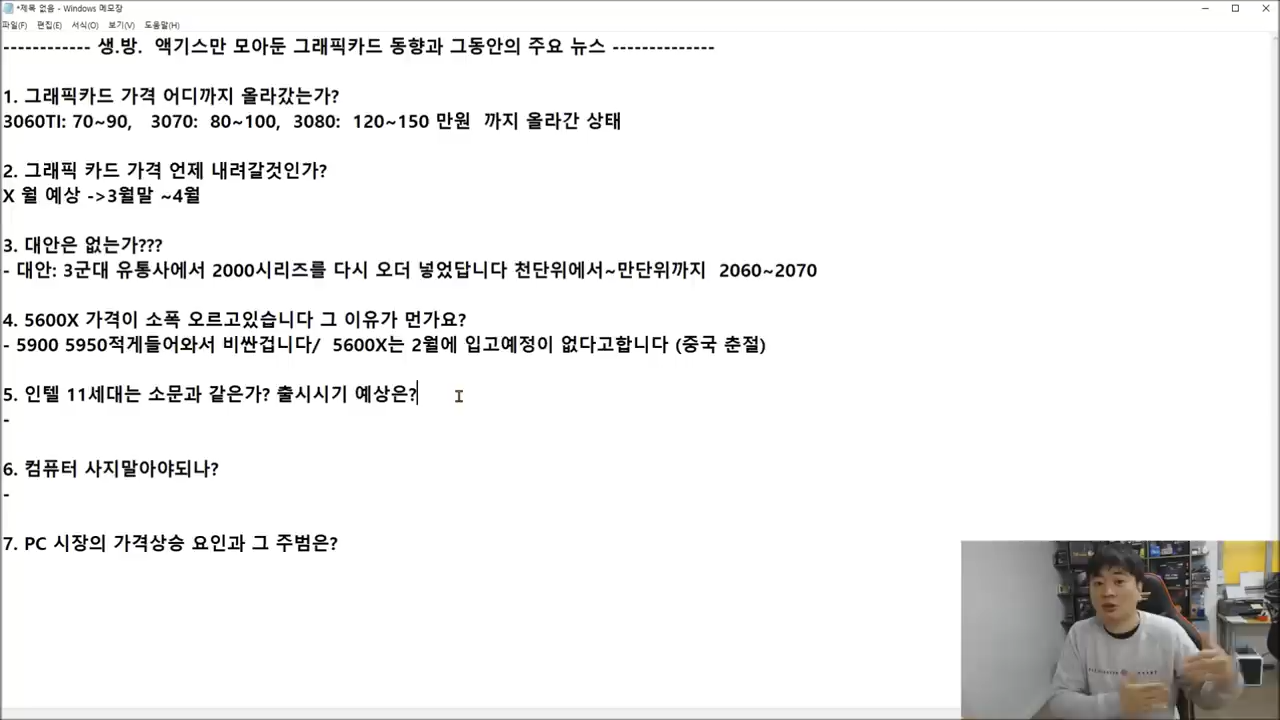 *제목 없음 - Windows 메모장
파일(F) 편집(E) 서식(O) 보기(V) 도움말(H)
------------ 생.방. 액기스만 모아둔 그래픽카드 동향과 그동안의 주요 뉴스 --------------
1. 그래픽카드 가격 어디까지 올라갔는가?
3060TI: 70~90, 3070: 80~100, 3080: 120~150 만원 까지 올라간 상태
2. 그래픽 카드 가격 언제 내려갈것인가?
X 월 예상 ->3월말 ~4월
3. 대안은 없는가???
- 대안: 3군대 유통사에서 2000시리즈를 다시 오더 넣었답니다 천단위에서~만단위까지 2060~2070
4. 5600X 가격이 소폭 오르고있습니다 그 이유가 먼가요?
- 5900 5950적게들어와서 비싼겁니다/ 5600X는 2월에 입고예정이 없다고합니다 (중국 춘절)
5. 인텔 11세대는 소문과 같은가? 출시시기 예상은?
-
6. 컴퓨터 사지말아야되나?
-
7. PC 시장의 가격상승 요인과 그 주범은?